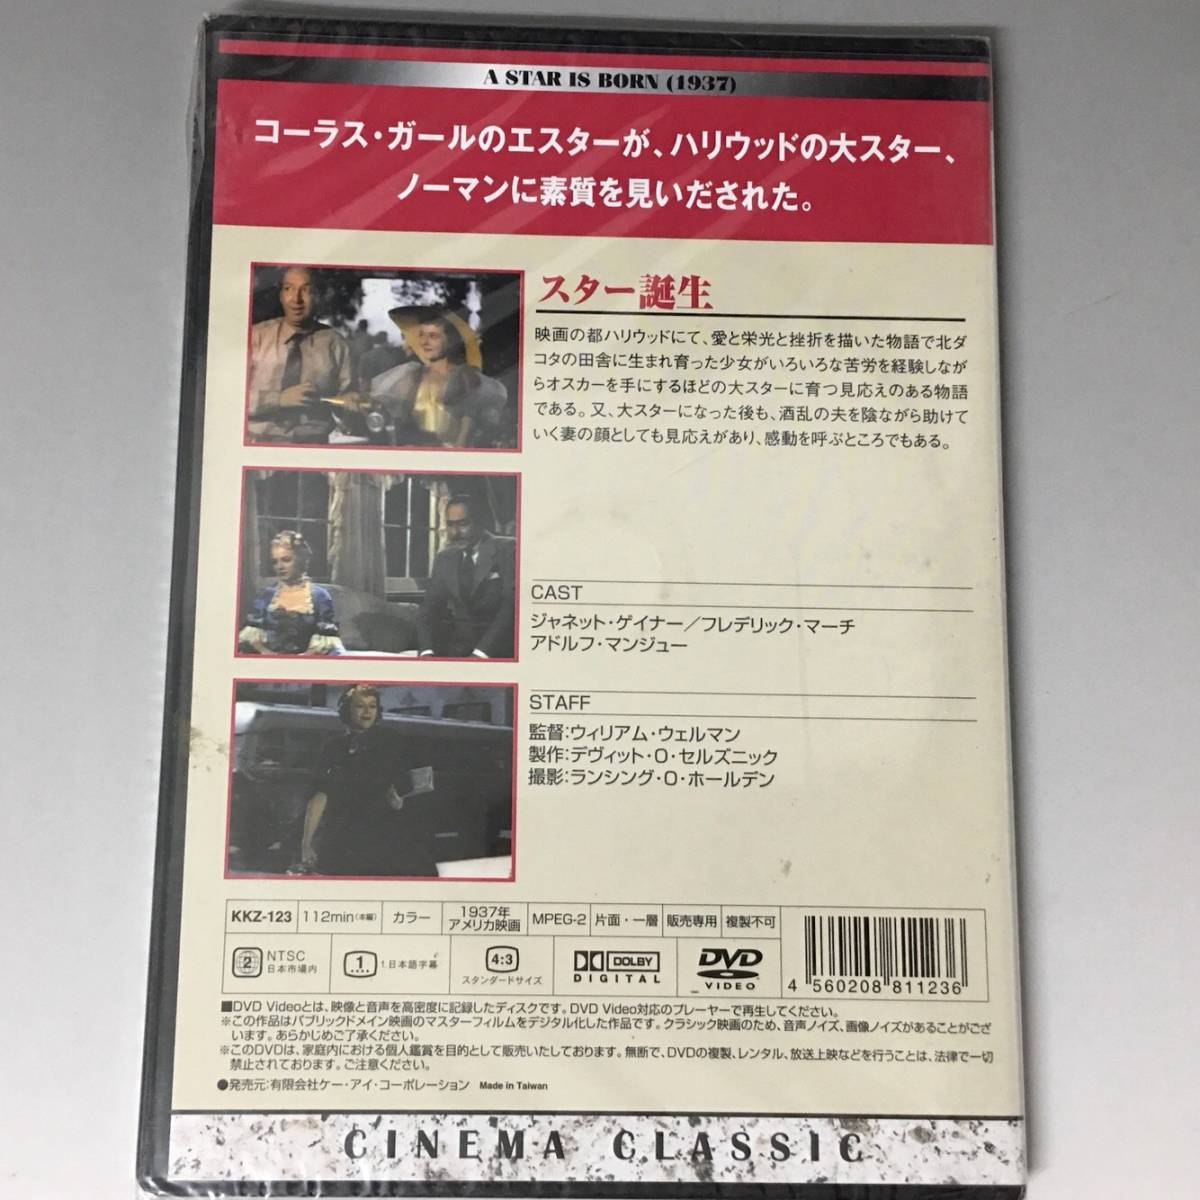 A STAR IS BORN (1937)
コーラス・ガールのエスターが、ハリウッドの大スター、
ノーマンに素質を見いだされた。
スター誕生
映画の都ハリウッドにて、愛と栄光と挫折を描いた物語で北ダ
コタの田舎に生まれ育った少女がいろいろな苦労を経験しなが
らオスカーを手にするほどの大スターに育つ見応えのある物語
である。又、大スターになった後も、酒乱の夫を陰ながら助けて
いく妻の顔としても見応えがあり、感動を呼ぶところでもある。
CAST
ジャネット・ゲイナー／フレデリック・マーチ
アドルフ・マンジュー
STAFF
監督:ウィリアム・ウェルマン
製作:デヴィット・O・セルズニック
撮影:ランシング・O・ホールデン
KKZ-123 112min(本編) カラー 1937年 アメリカ映画 MPEG-2 片面・一層 販売専用 複製不可
2 NTSC 日本市場内 1 1.日本語字幕 4:3 スタンダードサイズ DOLBY DIGITAL DVD VIDEO
4 560208 811236
■DVD Videoとは、映像と音声を高密度に記録したディスクです。DVD Video対応のプレーヤーで再生してください。
※この作品はパブリックドメイン映画のマスターフィルムをデジタル化した作品です。クラシック映画のため、音声ノイズ、画像ノイズがあることがござ
います。あらかじめご了承ください。
※このDVDは、家庭内における個人鑑賞を目的として販売いたしております。無断で、DVDの複製、レンタル、放送上映などを行うことは、法律で一切
禁止されております。ご注意ください。
●発売元:有限会社ケー・アイ・コーポレーション Made in Taiwan
CINEMA CLASSIC